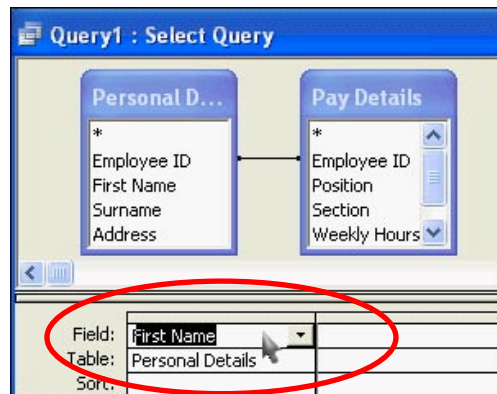 Query1 : Select Query
Personal D...
*
Employee ID
First Name
Surname
Address
Pay Details
*
Employee ID
Position
Section
Weekly Hours
Field: First Name
Table: Personal Details
Sort: